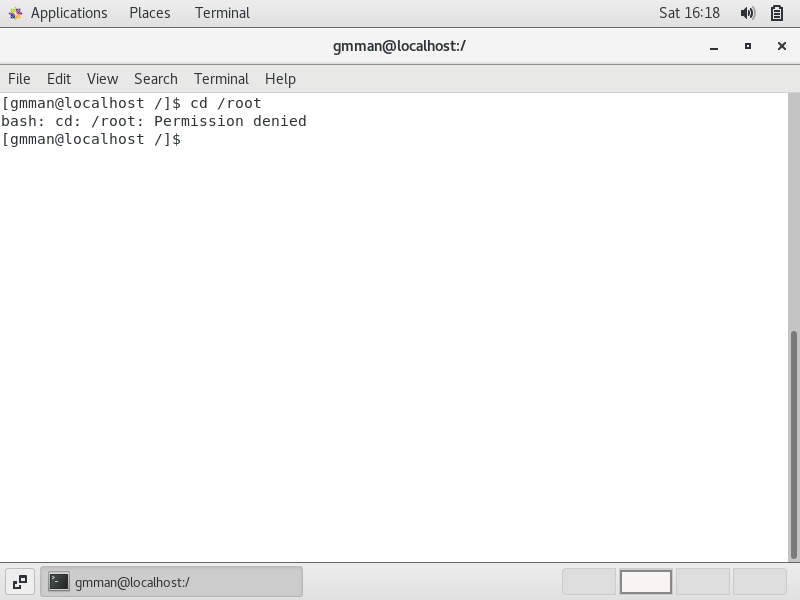 Applications Places Terminal Sat 16:18
gmman@localhost:/
File Edit View Search Terminal Help
[gmman@localhost /]$ cd /root
bash: cd: /root: Permission denied
[gmman@localhost /]$
gmman@localhost:/